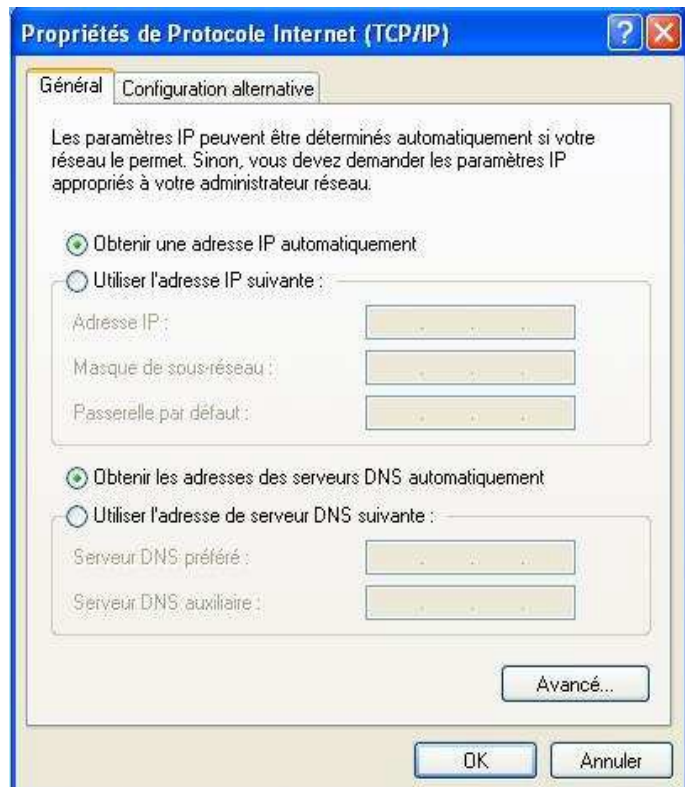 Propriétés de Protocole Internet (TCP/IP)
Général
Configuration alternative
Les paramètres IP peuvent être déterminés automatiquement si votre
réseau le permet. Sinon, vous devez demander les paramètres IP
appropriés à votre administrateur réseau.
Obtenir une adresse IP automatiquement
Utiliser l'adresse IP suivante :
Adresse IP :
Masque de sous-réseau :
Passerelle par défaut :
Obtenir les adresses des serveurs DNS automatiquement
Utiliser l'adresse de serveur DNS suivante :
Serveur DNS préféré :
Serveur DNS auxiliaire :
Avancé...
OK
Annuler